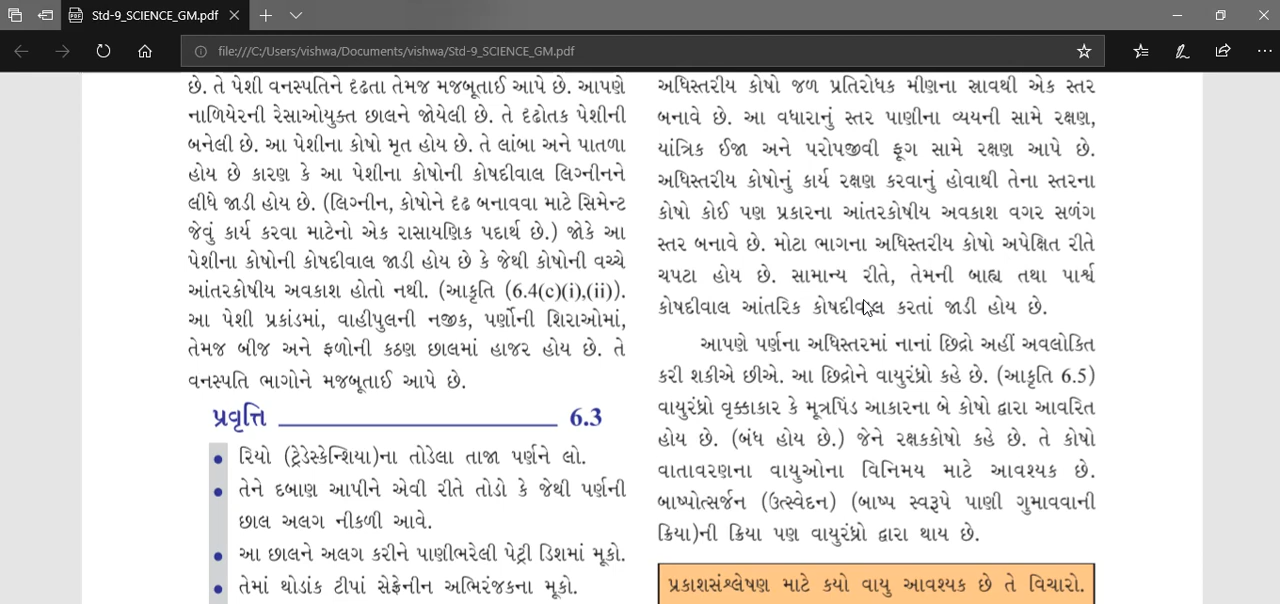 Std-9_SCIENCE_GM.pdf
file:///C:/Users/vishwa/Documents/vishwa/Std-9_SCIENCE_GM.pdf
છે. તે પેશી વનસ્પતિને દઢતા તેમજ મજબૂતાઈ આપે છે. આપણે
નાળિયેરની રેસાઓયુક્ત છાલને જોયેલી છે. તે દઢોતક પેશીની
બનેલી છે. આ પેશીના કોષો મૃત હોય છે. તે લાંબા અને પાતળા
હોય છે કારણ કે આ પેશીના કોષોની કોષદીવાલ લિગ્નીનને
લીધે જાડી હોય છે. (લિગ્નીન, કોષોને દઢ બનાવવા માટે સિમેન્ટ
જેવું કાર્ય કરવા માટેનો એક રાસાયણિક પદાર્થ છે.) જોકે આ
પેશીના કોષોની કોષદીવાલ જાડી હોય છે કે જેથી કોષોની વચ્ચે
આંતરકોષીય અવકાશ હોતો નથી. (આકૃતિ (6.4(c)(i),(ii)).
આ પેશી પ્રકાંડમાં, વાહીપુલની નજીક, પર્ણોની શિરાઓમાં,
તેમજ બીજ અને ફળોની કઠણ છાલમાં હાજર હોય છે. તે
વનસ્પતિ ભાગોને મજબૂતાઈ આપે છે.
પ્રવૃત્તિ 6.3
• રિયો (ટ્રેડેસ્કેન્શિયા)ના તોડેલા તાજા પર્ણને લો.
• તેને દબાણ આપીને એવી રીતે તોડો કે જેથી પર્ણની
છાલ અલગ નીકળી આવે.
• આ છાલને અલગ કરીને પાણીભરેલી પેટ્રી ડિશમાં મૂકો.
• તેમાં થોડાંક ટીપાં સેફ્રેનીન અભિરંજકના મૂકો.
અધિસ્તરીય કોષો જળ પ્રતિરોધક મીણના સ્રાવથી એક સ્તર
બનાવે છે. આ વધારાનું સ્તર પાણીના વ્યયની સામે રક્ષણ,
યાંત્રિક ઈજા અને પરોપજીવી ફૂગ સામે રક્ષણ આપે છે.
અધિસ્તરીય કોષોનું કાર્ય રક્ષણ કરવાનું હોવાથી તેના સ્તરના
કોષો કોઈ પણ પ્રકારના આંતરકોષીય અવકાશ વગર સળંગ
સ્તર બનાવે છે. મોટા ભાગના અધિસ્તરીય કોષો અપેક્ષિત રીતે
ચપટા હોય છે. સામાન્ય રીતે, તેમની બાહ્ય તથા પાર્શ્વ
કોષદીવાલ આંતરિક કોષદીવાલ કરતાં જાડી હોય છે.
આપણે પર્ણના અધિસ્તરમાં નાનાં છિદ્રો અહીં અવલોકિત
કરી શકીએ છીએ. આ છિદ્રોને વાયુરંધ્રો કહે છે. (આકૃતિ 6.5)
વાયુરંધ્રો વૃક્કાકાર કે મૂત્રપિંડ આકારના બે કોષો દ્વારા આવરિત
હોય છે. (બંધ હોય છે.) જેને રક્ષકકોષો કહે છે. તે કોષો
વાતાવરણના વાયુઓના વિનિમય માટે આવશ્યક છે.
બાષ્પોત્સર્જન (ઉત્સ્વેદન) (બાષ્પ સ્વરૂપે પાણી ગુમાવવાની
ક્રિયા)ની ક્રિયા પણ વાયુરંધ્રો દ્વારા થાય છે.
પ્રકાશસંશ્લેષણ માટે કયો વાયુ આવશ્યક છે તે વિચારો.